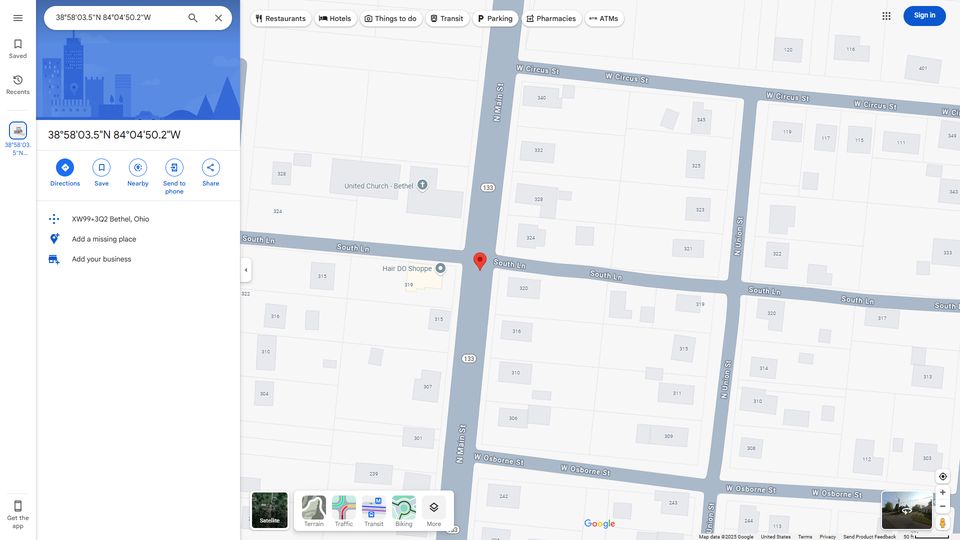 38°58'03.5"N 84°04'50.2"W
Restaurants
Hotels
Things to do
Transit
Parking
Pharmacies
ATMs
Sign in
Saved
Recents
38°58'03.
5"N...
38°58'03.5"N 84°04'50.2"W
Directions
Save
Nearby
Send to
phone
Share
XW99+3Q2 Bethel, Ohio
Add a missing place
Add your business
Get the
app
W Circus St
W Circus St
W Circus St
W Circus St
N Main St
133
United Church - Bethel
South Ln
South Ln
South Ln
South Ln
South Ln
South Ln
South Ln
Hair DO Shoppe
133
N Main St
N Union St
N Union St
W Osborne St
W Osborne St
W Osborne St
W Osborne St
120
116
401
340
345
119
117
115
111
349
332
325
343
328
328
323
324
324
321
322
333
322
315
319
320
319
320
317
316
315
316
315
314
310
310
313
304
307
311
310
306
301
309
308
112
303
239
242
243
244
113
Satellite
Terrain
Traffic
Transit
Biking
More
Google
Map data ©2025 Google
United States
Terms
Privacy
Send Product Feedback
50 ft